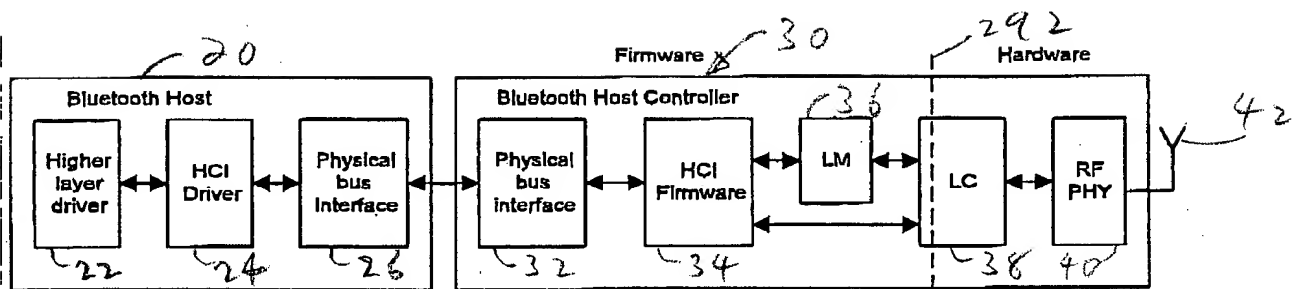 20
Firmware
30
292
Hardware
Bluetooth Host
Bluetooth Host Controller
36
42
Higher
layer
driver
HCI
Driver
Physical
bus
Interface
Physical
bus
interface
HCI
Firmware
LM
LC
RF
PHY
22
24
26
32
34
38
40